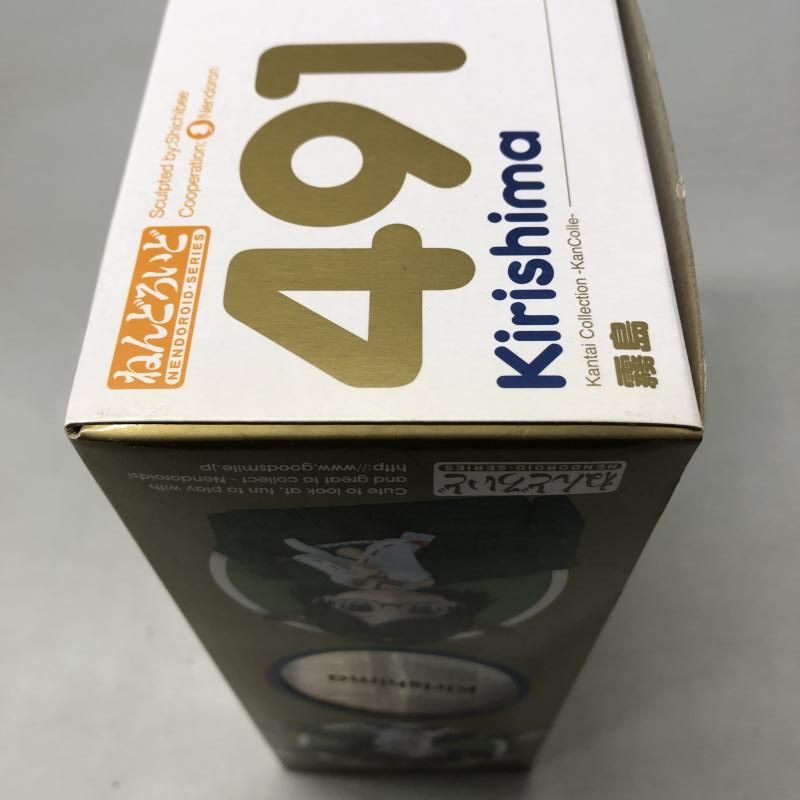 ねんどろいど
NENDOROID·SERIES
Sculpted by:Shichibee
Cooperation: Nendoron
491
Kirishima
Kantai Collection -KanColle-
霧島
ねんどろいど
NENDOROID·SERIES
Cute to look at, fun to play with
and great to collect - Nendoroids!
http://www.goodsmile.jp
Kirishima